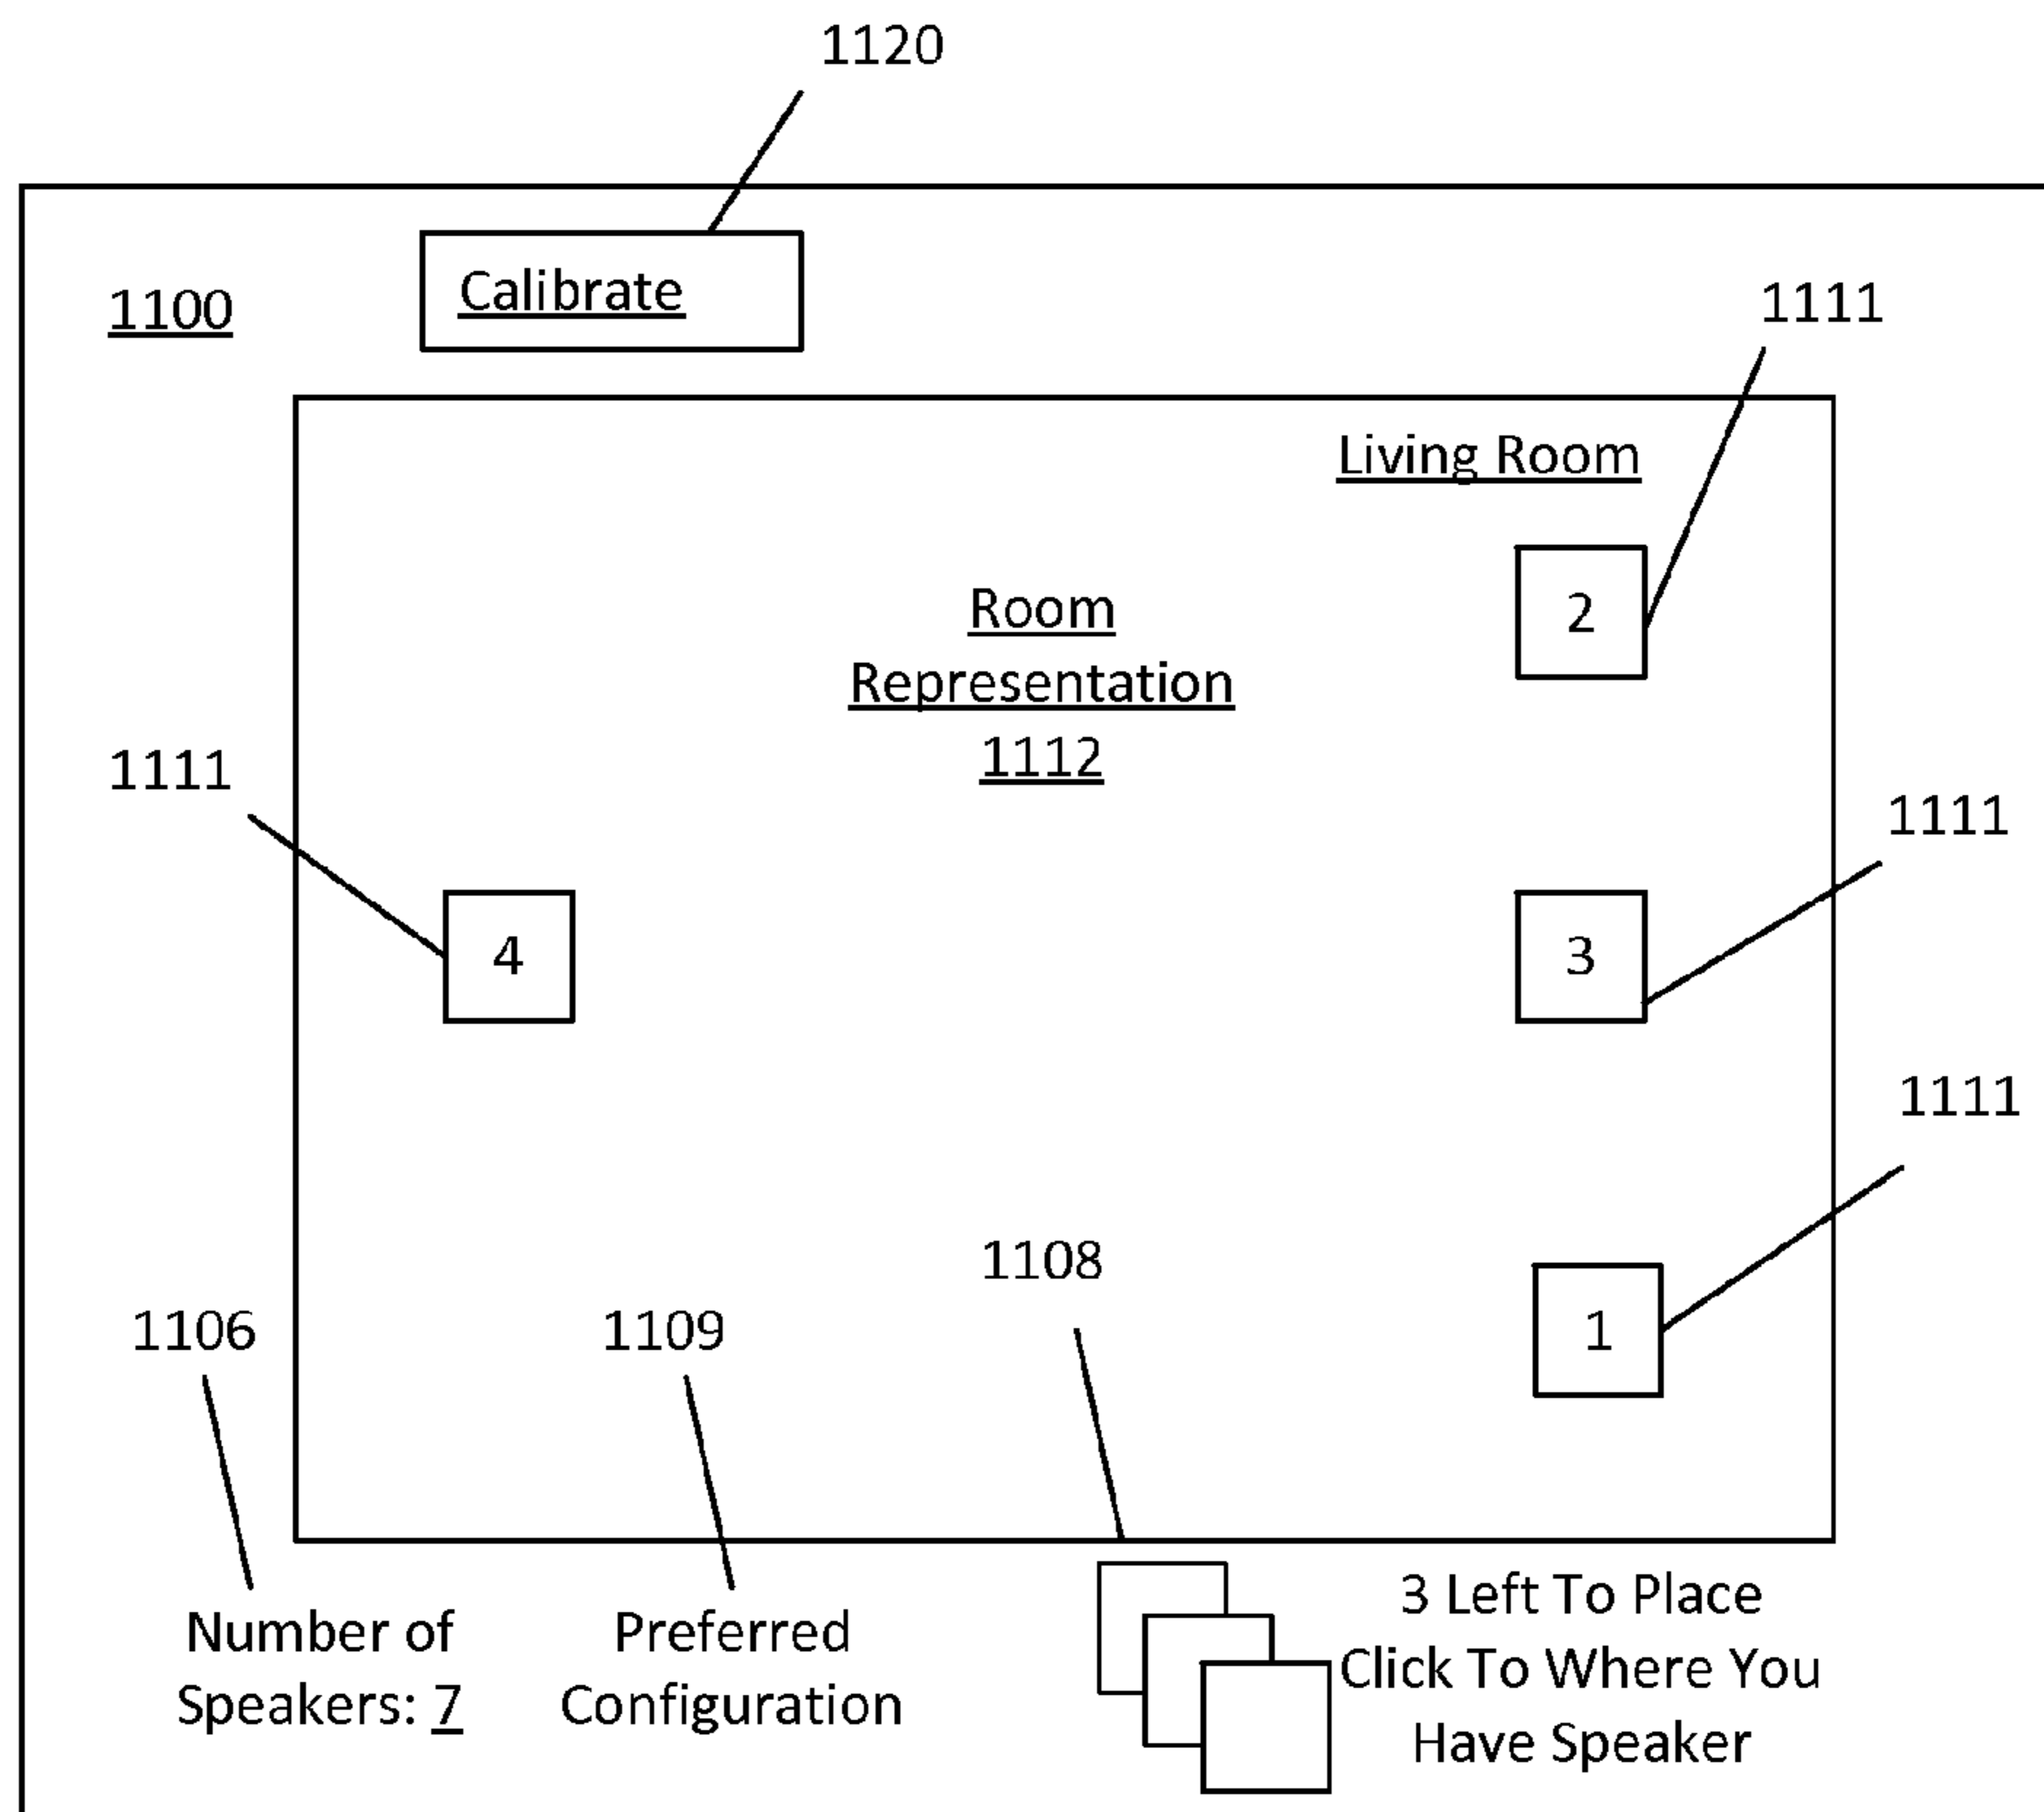 1120
1100
Calibrate
1111
Living Room
2
Room
Representation
1112
1111
1111
4
3
1111
1108
1106
1109
1
Number of
Speakers: 7
Preferred
Configuration
3 Left To Place
Click To Where You
Have Speaker